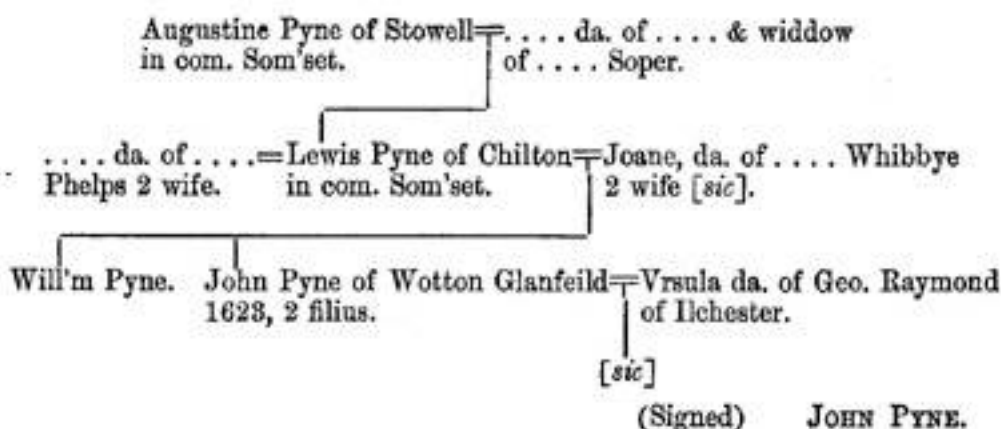 Augustine Pyne of Stowell=. . . . da. of . . . . & widdow
in com. Som'set. of . . . . Soper.
. . . . da. of . . . .=Lewis Pyne of Chilton=Joane, da. of . . . . Whibbye
Phelps 2 wife. in com. Som'set. 2 wife [sic].
Will'm Pyne. John Pyne of Wotton Glanfeild=Vrsula da. of Geo. Raymond
1623, 2 filius. of Ilchester.
[sic]
(Signed) JOHN PYNE.